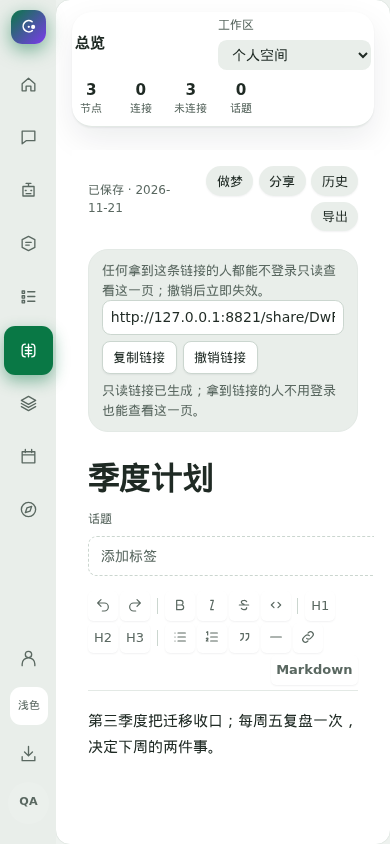 总览
工作区
个人空间
3 0 3 0
节点 连接 未连接 话题
已保存 · 2026-11-21
做梦 分享 历史
导出
任何拿到这条链接的人都能不登录只读查
看这一页；撤销后立即失效。
http://127.0.0.1:8821/share/DwF
复制链接 撤销链接
只读链接已生成；拿到链接的人不用登录
也能查看这一页。
季度计划
话题
添加标签
B I S <> H1
H2 H3
Markdown
第三季度把迁移收口；每周五复盘一次，
决定下周的两件事。
浅色
QA